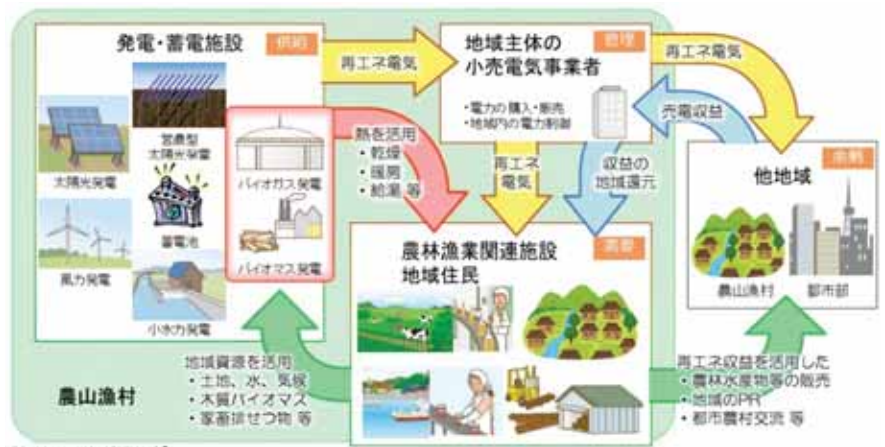 発電・蓄電施設
供給
営農型
太陽光発電
太陽光発電
蓄電池
風力発電
小水力発電
バイオガス発電
バイオマス発電
再エネ電気
熱を活用
・乾燥
・暖房
・給湯 等
地域主体の
小売電気事業者
管理
・電力の購入・販売
・地域内の電力制御
再エネ
電気
収益の
地域還元
再エネ電気
売電収益
他地域
農山漁村
都市部
農林漁業関連施設
地域住民
需要
地域資源を活用
・土地、水、気候
・木質バイオマス
・家畜排せつ物 等
農山漁村
再エネ収益を活用した
・農林水産物等の販売
・地域のPR
・都市農村交流 等